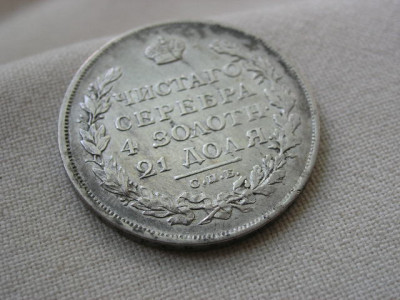 ЧИСТАГО
СЕРЕБРА
4 ЗОЛОТН
21 ДОЛЯ
С.П.Б.